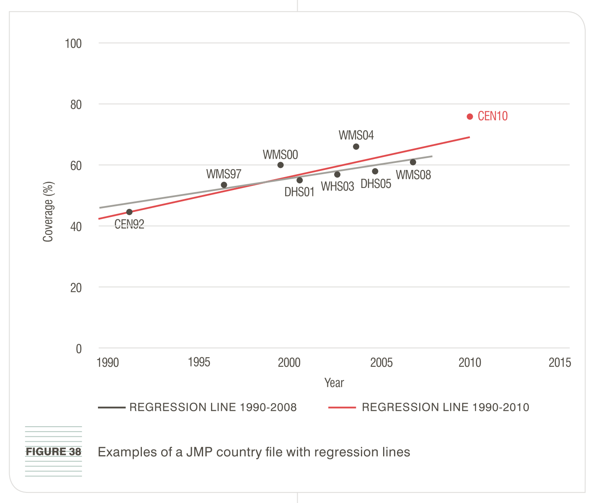 100
80
60
40
20
0
Coverage (%)
CEN10
WMS04
WMS00
WMS97
DHS01
WHS03
DHS05
WMS08
CEN92
1990 1995 2000 2005 2010 2015
Year
REGRESSION LINE 1990-2008 REGRESSION LINE 1990-2010
FIGURE 38 Examples of a JMP country file with regression lines